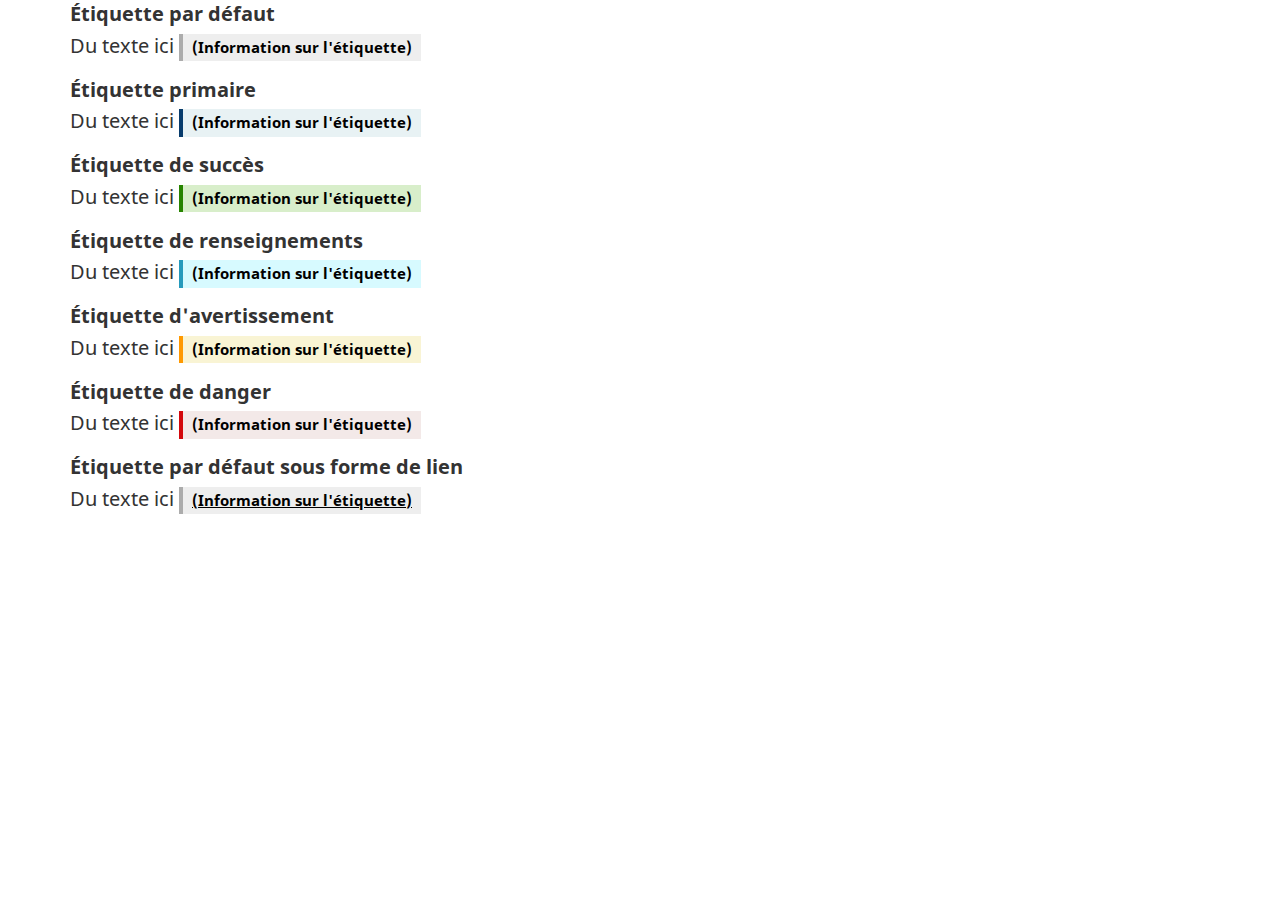 Étiquette par défaut
Du texte ici (Information sur l'étiquette)
Étiquette primaire
Du texte ici (Information sur l'étiquette)
Étiquette de succès
Du texte ici (Information sur l'étiquette)
Étiquette de renseignements
Du texte ici (Information sur l'étiquette)
Étiquette d'avertissement
Du texte ici (Information sur l'étiquette)
Étiquette de danger
Du texte ici (Information sur l'étiquette)
Étiquette par défaut sous forme de lien
Du texte ici (Information sur l'étiquette)